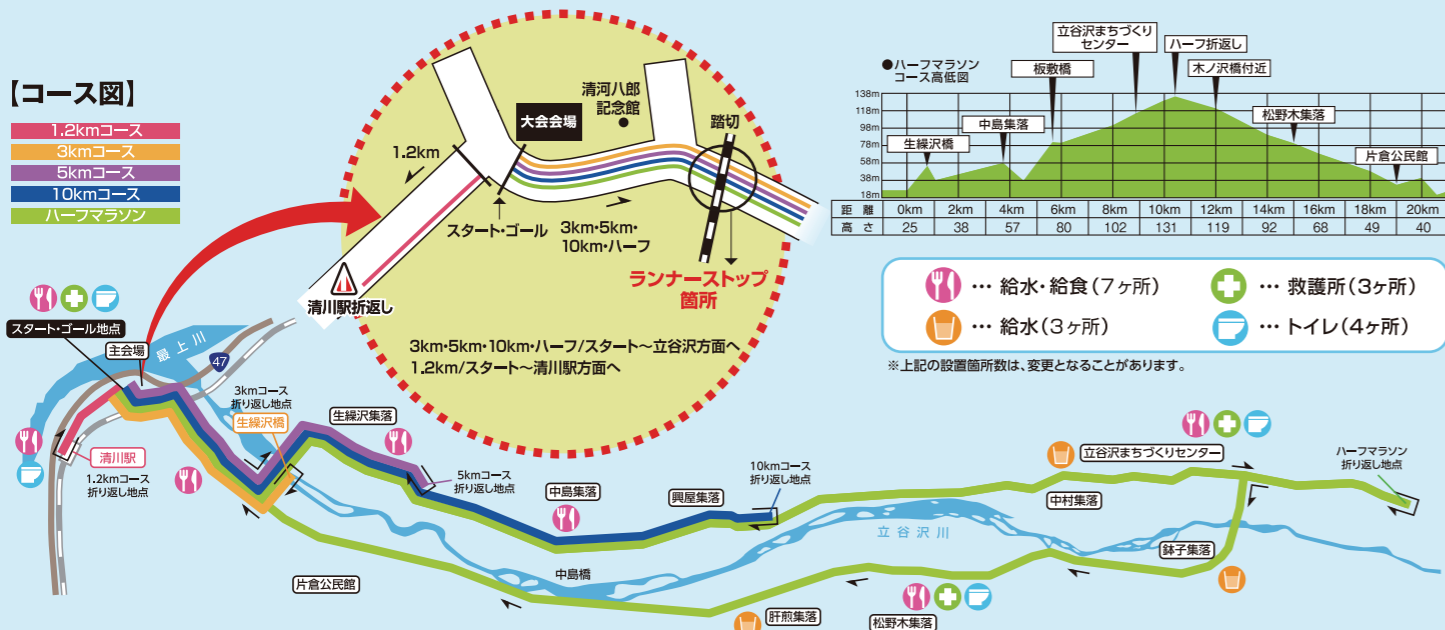 【コース図】
1.2kmコース
3kmコース
5kmコース
10kmコース
ハーフマラソン
1.2km
大会会場
清河八郎
記念館
踏切
スタート・ゴール
3km・5km・
10km・ハーフ
ランナーストップ
箇所
清川駅折返し
3km・5km・10km・ハーフ/スタート〜立谷沢方面へ
1.2km/スタート〜清川駅方面へ
●ハーフマラソン
コース高低図
138m
118m
98m
78m
58m
38m
18m
生繰沢橋
中島集落
板敷橋
立谷沢まちづくり
センター
ハーフ折返し
木ノ沢橋付近
松野木集落
片倉公民館
距離 0km 2km 4km 6km 8km 10km 12km 14km 16km 18km 20km
高さ 25 38 57 80 102 131 119 92 68 49 40
… 給水・給食(7ヶ所)
… 救護所(3ヶ所)
… 給水(3ヶ所)
… トイレ(4ヶ所)
※上記の設置箇所数は、変更となることがあります。
スタート・ゴール地点
主会場
最上川
47
清川駅
1.2kmコース
折り返し地点
3kmコース
折り返し地点
生繰沢橋
生繰沢集落
5kmコース
折り返し地点
中島集落
興屋集落
10kmコース
折り返し地点
立谷沢川
中村集落
立谷沢まちづくりセンター
ハーフマラソン
折り返し地点
鉢子集落
中島橋
片倉公民館
肝煎集落
松野木集落